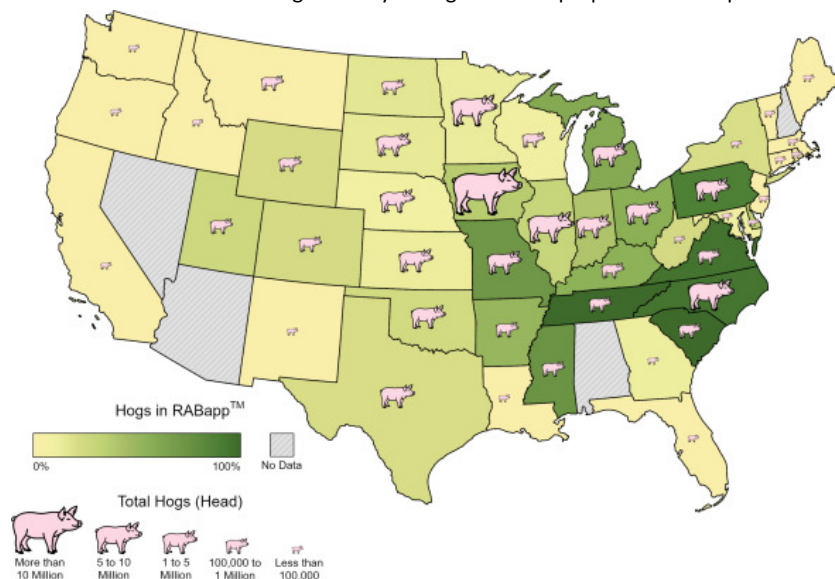 Hogs in RABapp™
0%
100%
No Data
Total Hogs (Head)
More than
10 Million
5 to 10
Million
1 to 5
Million
100,000 to
1 Million
Less than
100,000